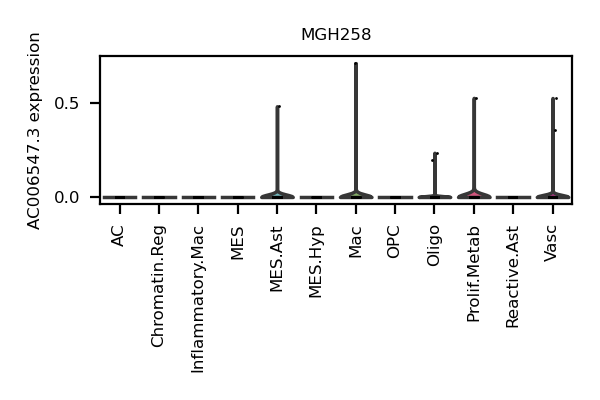 MGH258
AC006547.3 expression
0.5
0.0
AC
Chromatin.Reg
Inflammatory.Mac
MES
MES.Ast
MES.Hyp
Mac
OPC
Oligo
Prolif.Metab
Reactive.Ast
Vasc